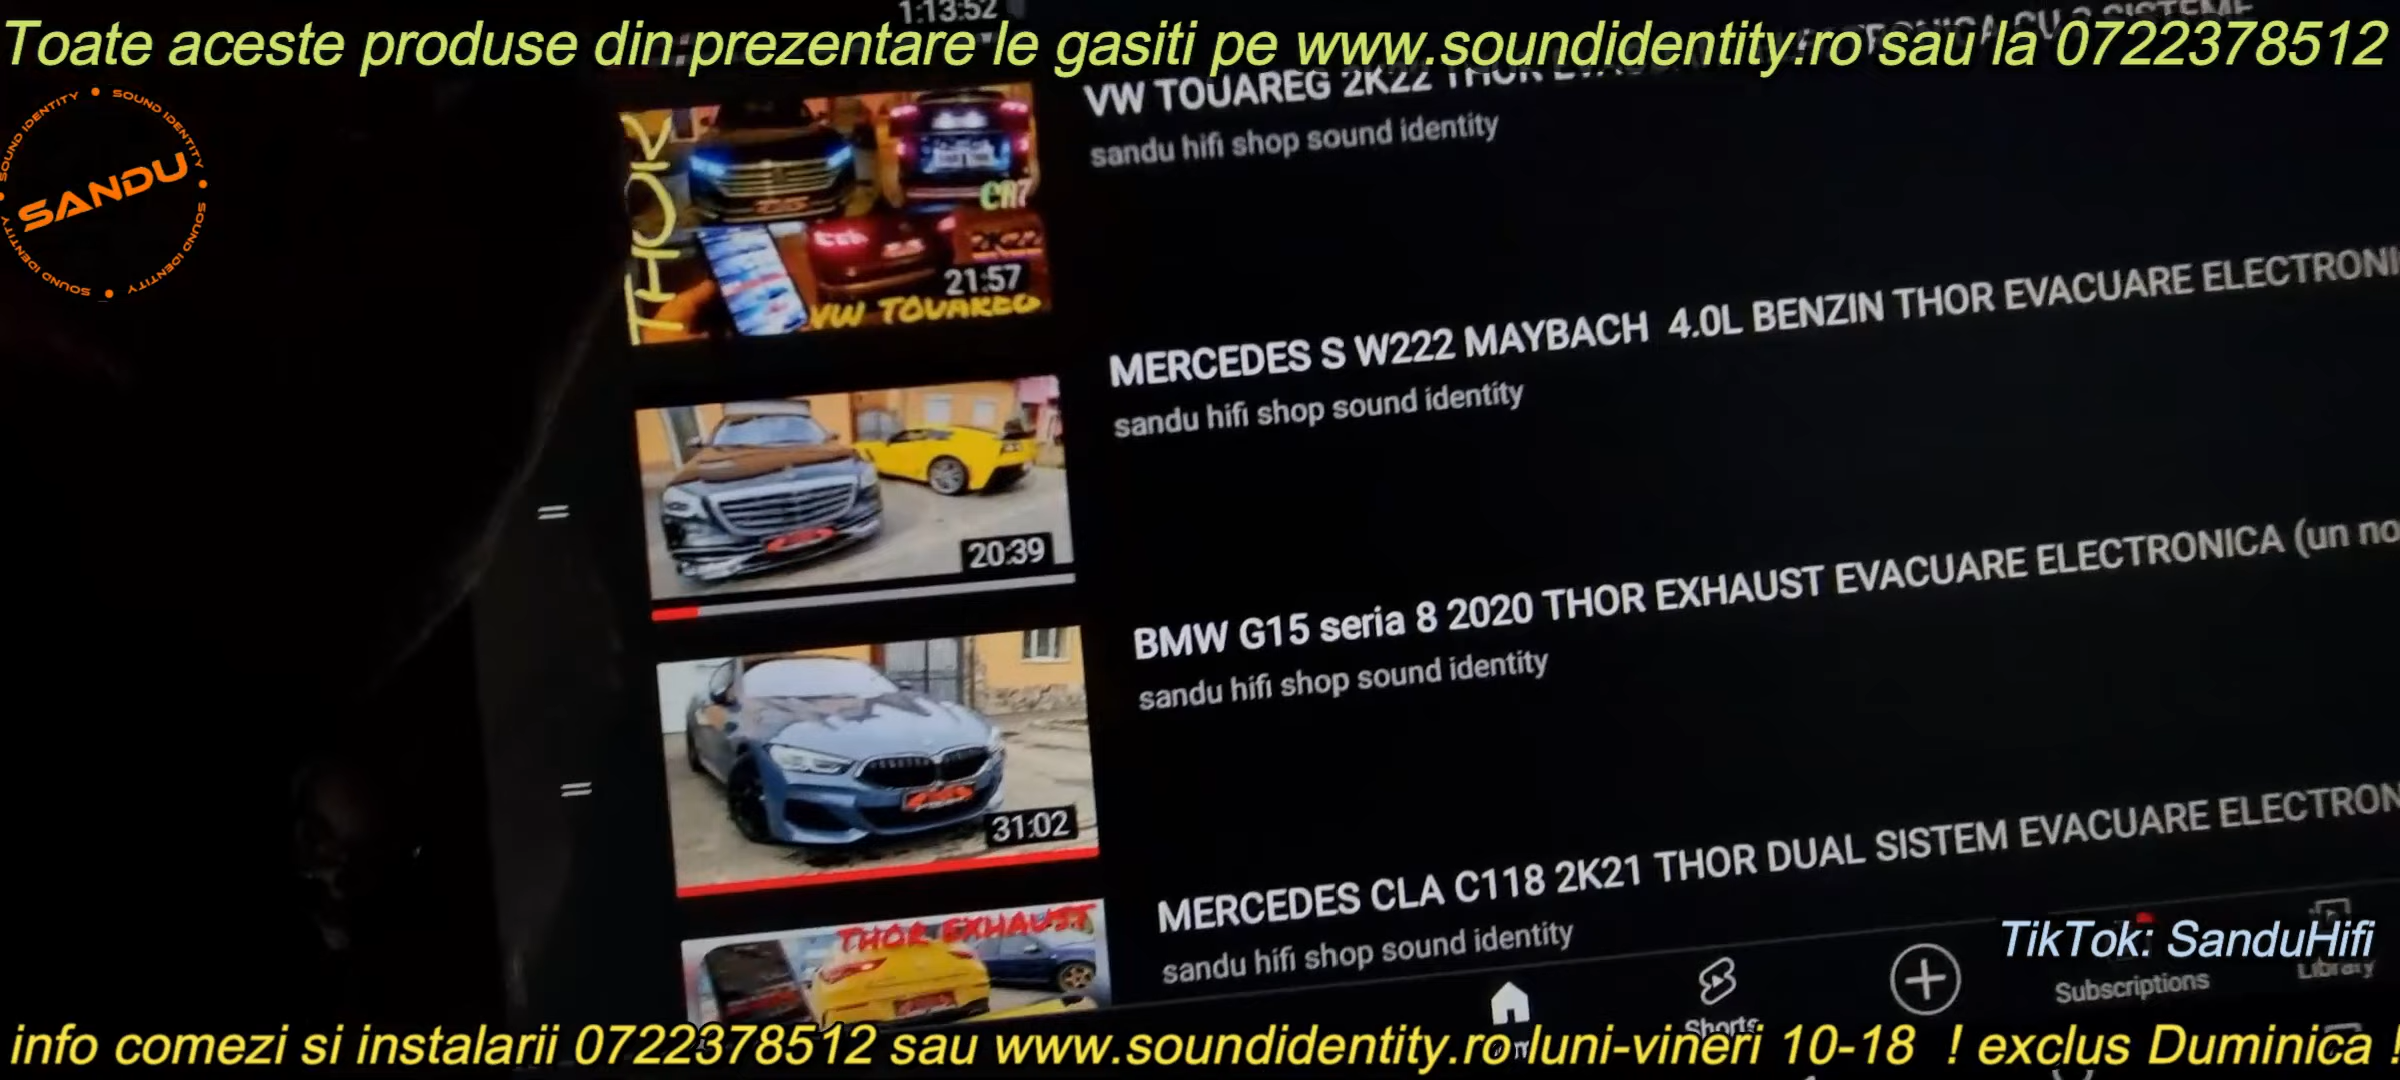 1:13:52
Toate aceste produse din prezentare le gasiti pe www.soundidentity.ro sau la 0722378512
SOUND IDENTITY • SOUND IDENTITY • SOUND IDENTITY • SOUND IDENTITY
SANDU
THOR
CR7
2K22
21:57
VW TOUAREG
VW TOUAREG 2K22 THOR
sandu hifi shop sound identity
20:39
MERCEDES S W222 MAYBACH 4.0L BENZIN THOR EVACUARE ELECTRONI
sandu hifi shop sound identity
31:02
BMW G15 seria 8 2020 THOR EXHAUST EVACUARE ELECTRONICA (un no
sandu hifi shop sound identity
THOR EXHAUST
MERCEDES CLA C118 2K21 THOR DUAL SISTEM EVACUARE ELECTRON
sandu hifi shop sound identity
TikTok: SanduHifi
Shorts
Subscriptions
Library
info comezi si instalarii 0722378512 sau www.soundidentity.ro luni-vineri 10-18 ! exclus Duminica !